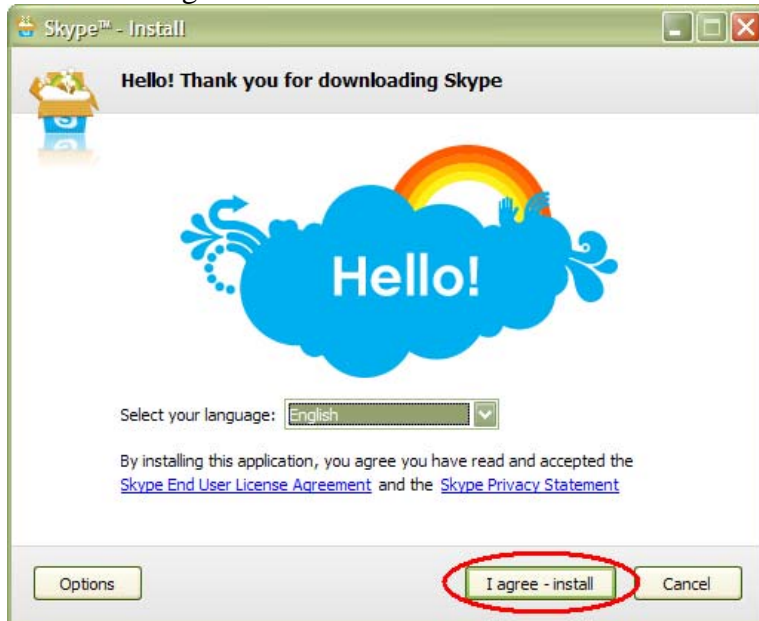 Skype™ - Install
Hello! Thank you for downloading Skype
S
Hello!
Select your language: English
By installing this application, you agree you have read and accepted the
Skype End User License Agreement and the Skype Privacy Statement
Options I agree - install Cancel